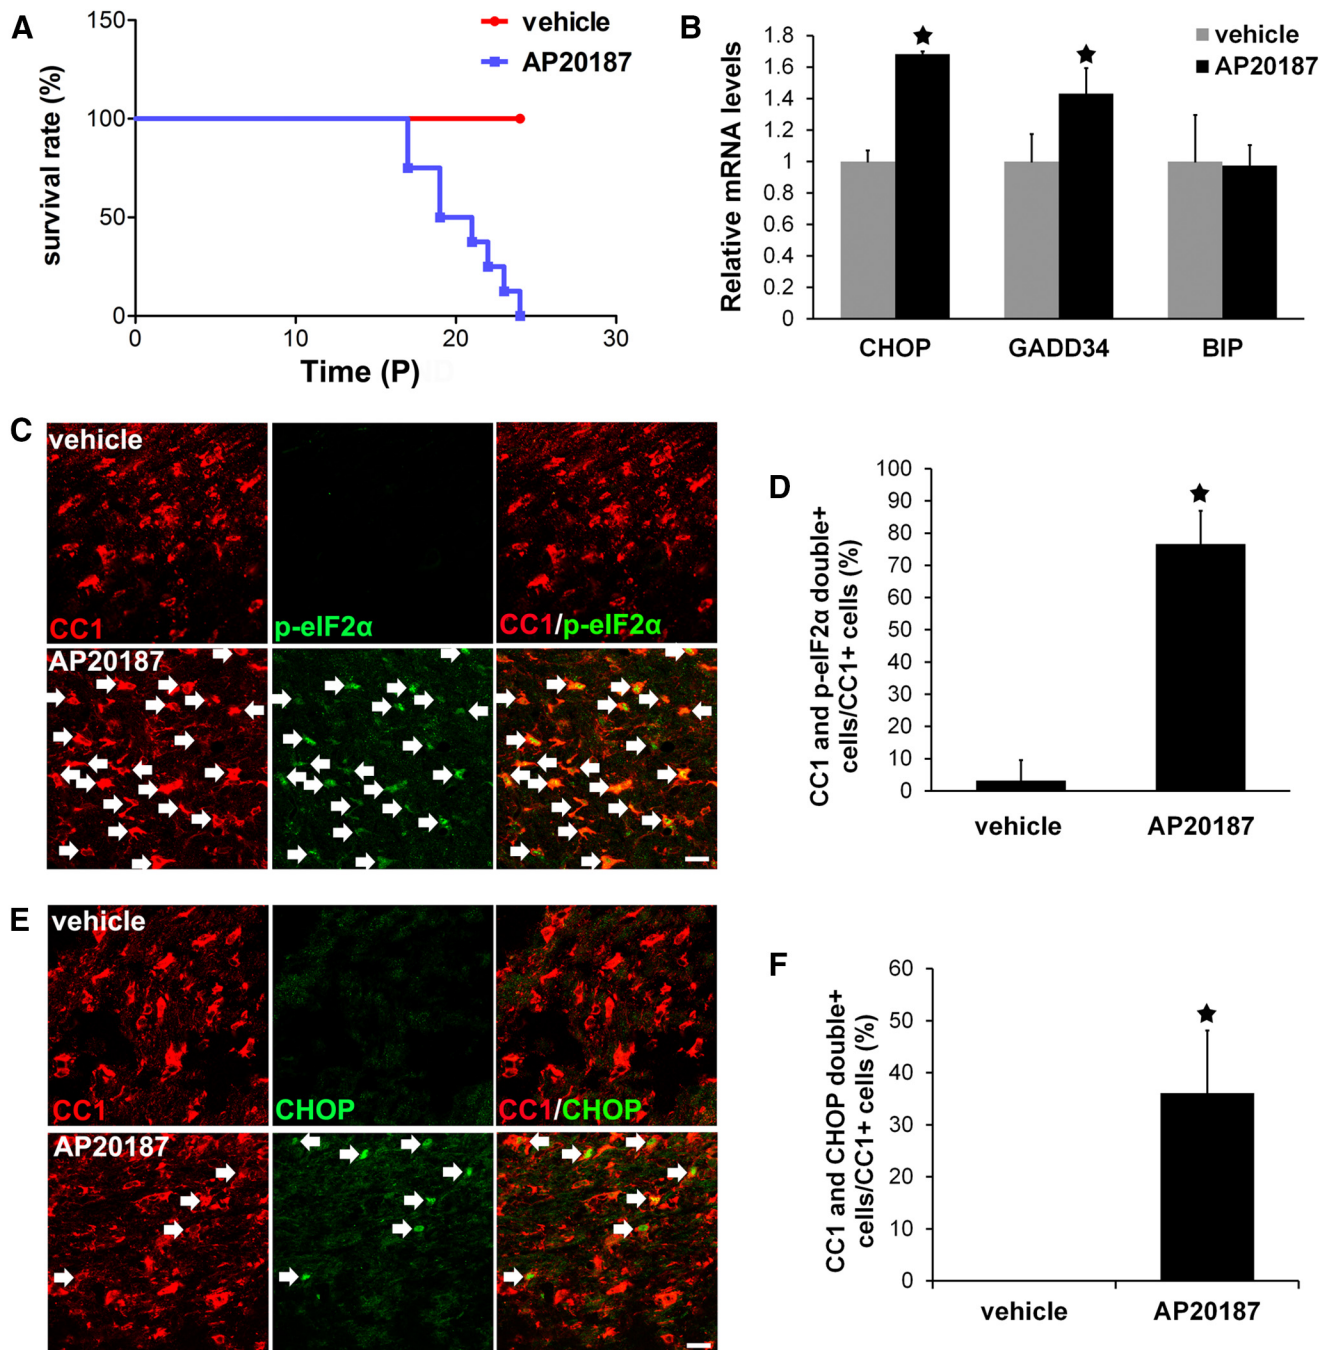 A
vehicle
AP20187
survival rate (%)
150
100
50
0
0
10
20
30
Time (P)
B
vehicle
AP20187
Relative mRNA levels
1.8
1.6
1.4
1.2
1
0.8
0.6
0.4
0.2
0
CHOP
GADD34
BIP
C
vehicle
CC1
p-eIF2α
CC1/p-eIF2α
AP20187
D
CC1 and p-eIF2α double+
cells/CC1+ cells (%)
100
90
80
70
60
50
40
30
20
10
0
vehicle
AP20187
E
vehicle
CC1
CHOP
CC1/CHOP
AP20187
F
CC1 and CHOP double+
cells/CC1+ cells (%)
60
50
40
30
20
10
0
vehicle
AP20187